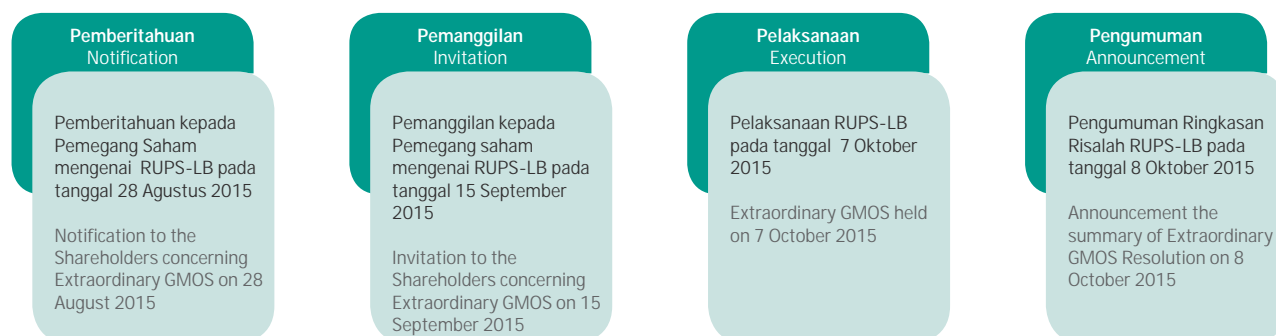 Pemberitahuan
Notification
Pemberitahuan kepada
Pemegang Saham
mengenai RUPS-LB pada
tanggal 28 Agustus 2015
Notification to the
Shareholders concerning
Extraordinary GMOS on 28
August 2015
Pemanggilan
Invitation
Pemanggilan kepada
Pemegang saham
mengenai RUPS-LB pada
tanggal 15 September
2015
Invitation to the
Shareholders concerning
Extraordinary GMOS on 15
September 2015
Pelaksanaan
Execution
Pelaksanaan RUPS-LB
pada tanggal 7 Oktober
2015
Extraordinary GMOS held
on 7 October 2015
Pengumuman
Announcement
Pengumuman Ringkasan
Risalah RUPS-LB pada
tanggal 8 Oktober 2015
Announcement the
summary of Extraordinary
GMOS Resolution on 8
October 2015